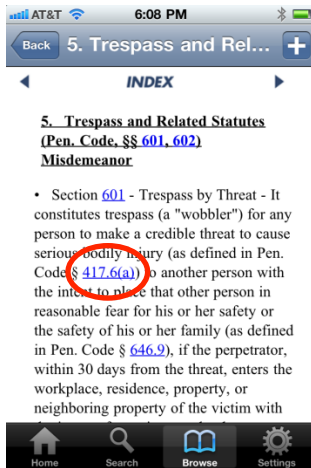 AT&T 6:08 PM
Back 5. Trespass and Rel... +
INDEX
5. Trespass and Related Statutes
(Pen. Code, §§ 601, 602)
Misdemeanor
• Section 601 - Trespass by Threat - It
constitutes trespass (a "wobbler") for any
person to make a credible threat to cause
serious bodily injury (as defined in Pen.
Code § 417.6(a)) to another person with
the intent to place that other person in
reasonable fear for his or her safety or
the safety of his or her family (as defined
in Pen. Code § 646.9), if the perpetrator,
within 30 days from the threat, enters the
workplace, residence, property, or
neighboring property of the victim with
Home Search Browse Settings